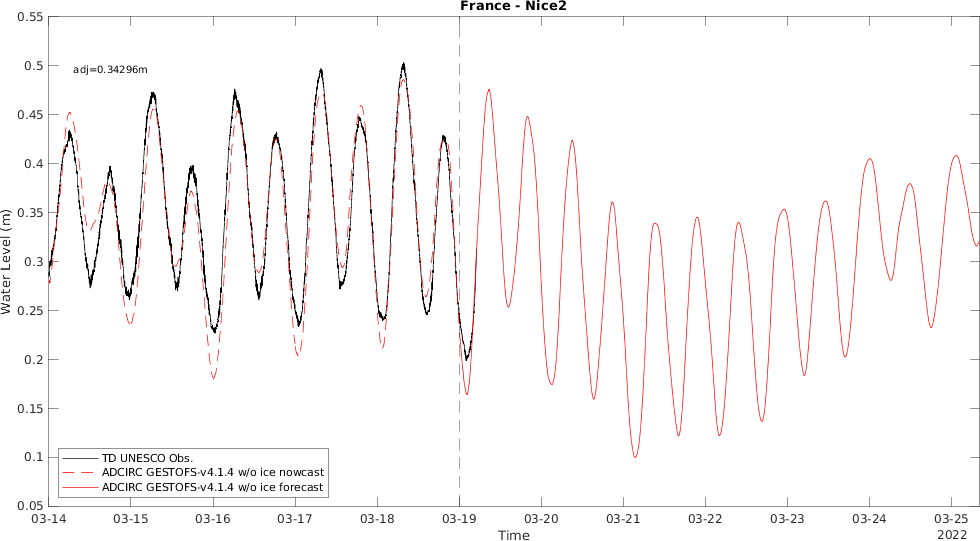 France - Nice2
adj=0.34296m
Water Level (m)
0.55
0.5
0.45
0.4
0.35
0.3
0.25
0.2
0.15
0.1
0.05
TD UNESCO Obs.
ADCIRC GESTOFS-v4.1.4 w/o ice nowcast
ADCIRC GESTOFS-v4.1.4 w/o ice forecast
03-14 03-15 03-16 03-17 03-18 03-19 03-20 03-21 03-22 03-23 03-24 03-25
2022
Time